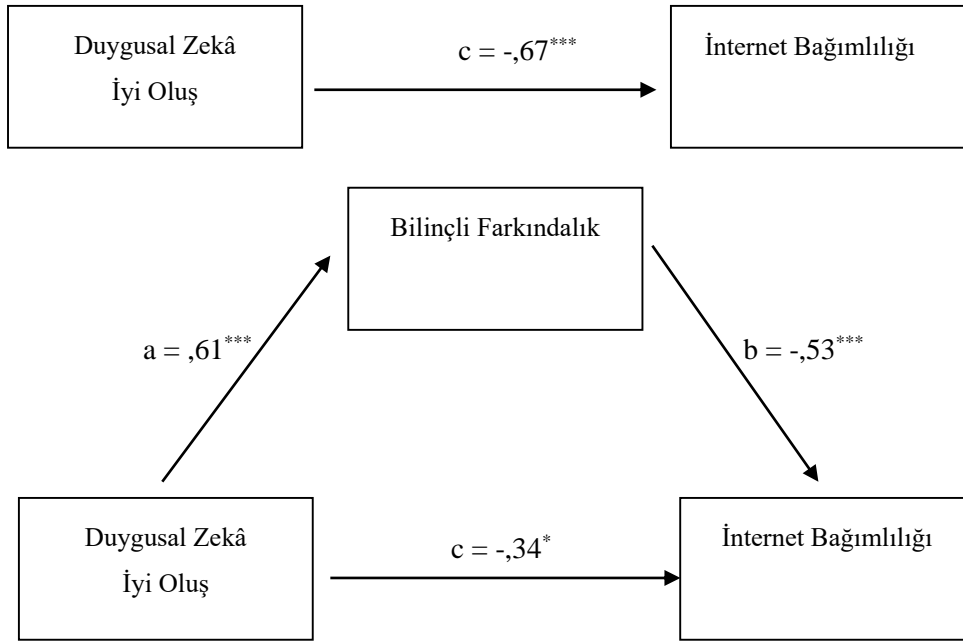 Duygusal Zekâ
İyi Oluş
c = -,67***
İnternet Bağımlılığı
Bilinçli Farkındalık
a = ,61***
b = -,53***
Duygusal Zekâ
İyi Oluş
c = -,34*
İnternet Bağımlılığı